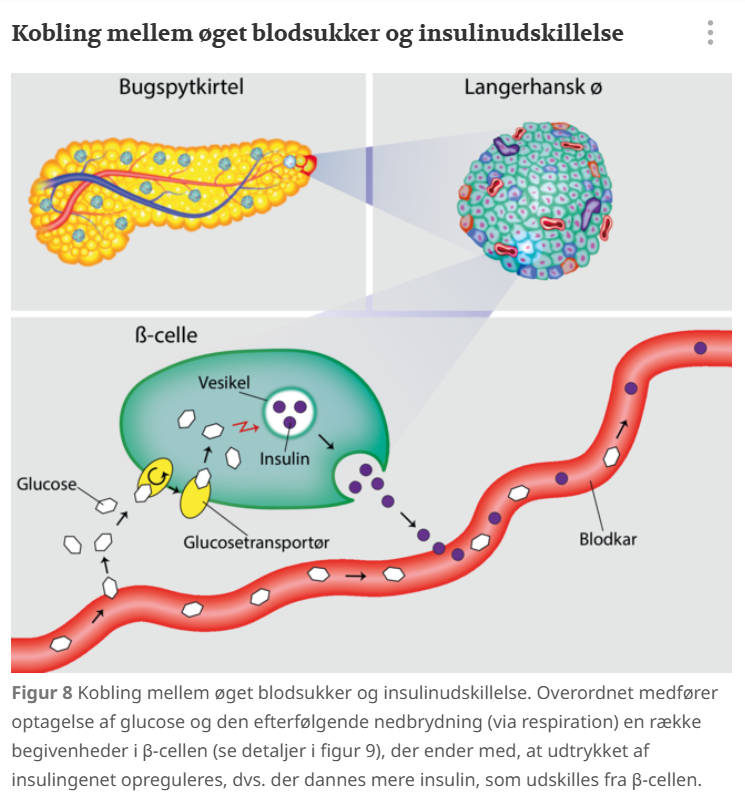 Kobling mellem øget blodsukker og insulinudskillelse
Bugspytkirtel
Langerhansk ø
ß-celle
Vesikel
Insulin
Glucose
Glucosetransportør
Blodkar
Figur 8 Kobling mellem øget blodsukker og insulinudskillelse. Overordnet medfører
optagelse af glucose og den efterfølgende nedbrydning (via respiration) en række
begivenheder i β-cellen (se detaljer i figur 9), der ender med, at udtrykket af
insulingenet opreguleres, dvs. der dannes mere insulin, som udskilles fra β-cellen.